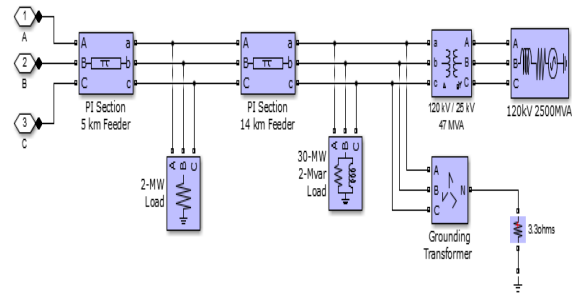 1
A
2
B
3
C
A a
B b
C c
PI Section
5 km Feeder
A a
B b
C c
PI Section
14 km Feeder
a A
b B
c C
120 kV / 25 kV
47 MVA
A
B
C
120kV 2500MVA
A B C
2-MW
Load
A B C
30-MW
2-Mvar
Load
A
B
C
N
Grounding
Transformer
3.3ohms